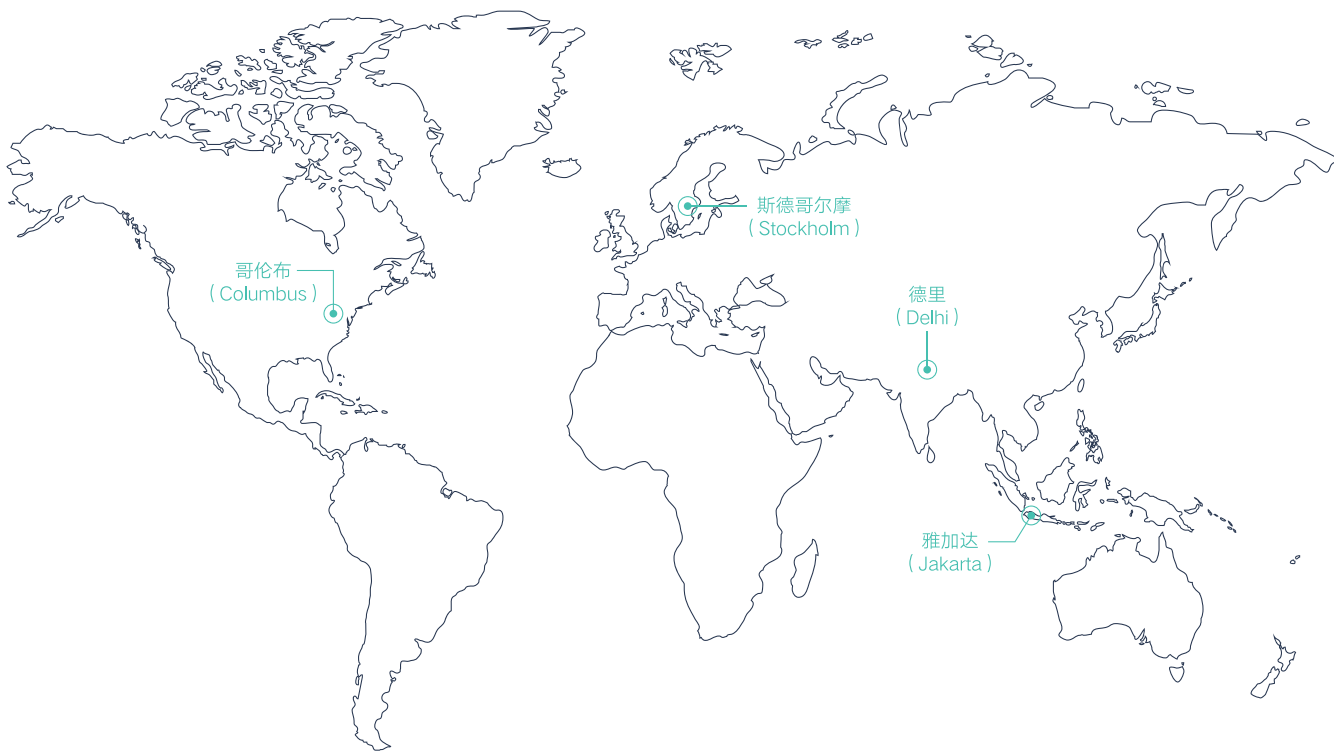 斯德哥尔摩
( Stockholm )
哥伦布
( Columbus )
德里
( Delhi )
雅加达
( Jakarta )